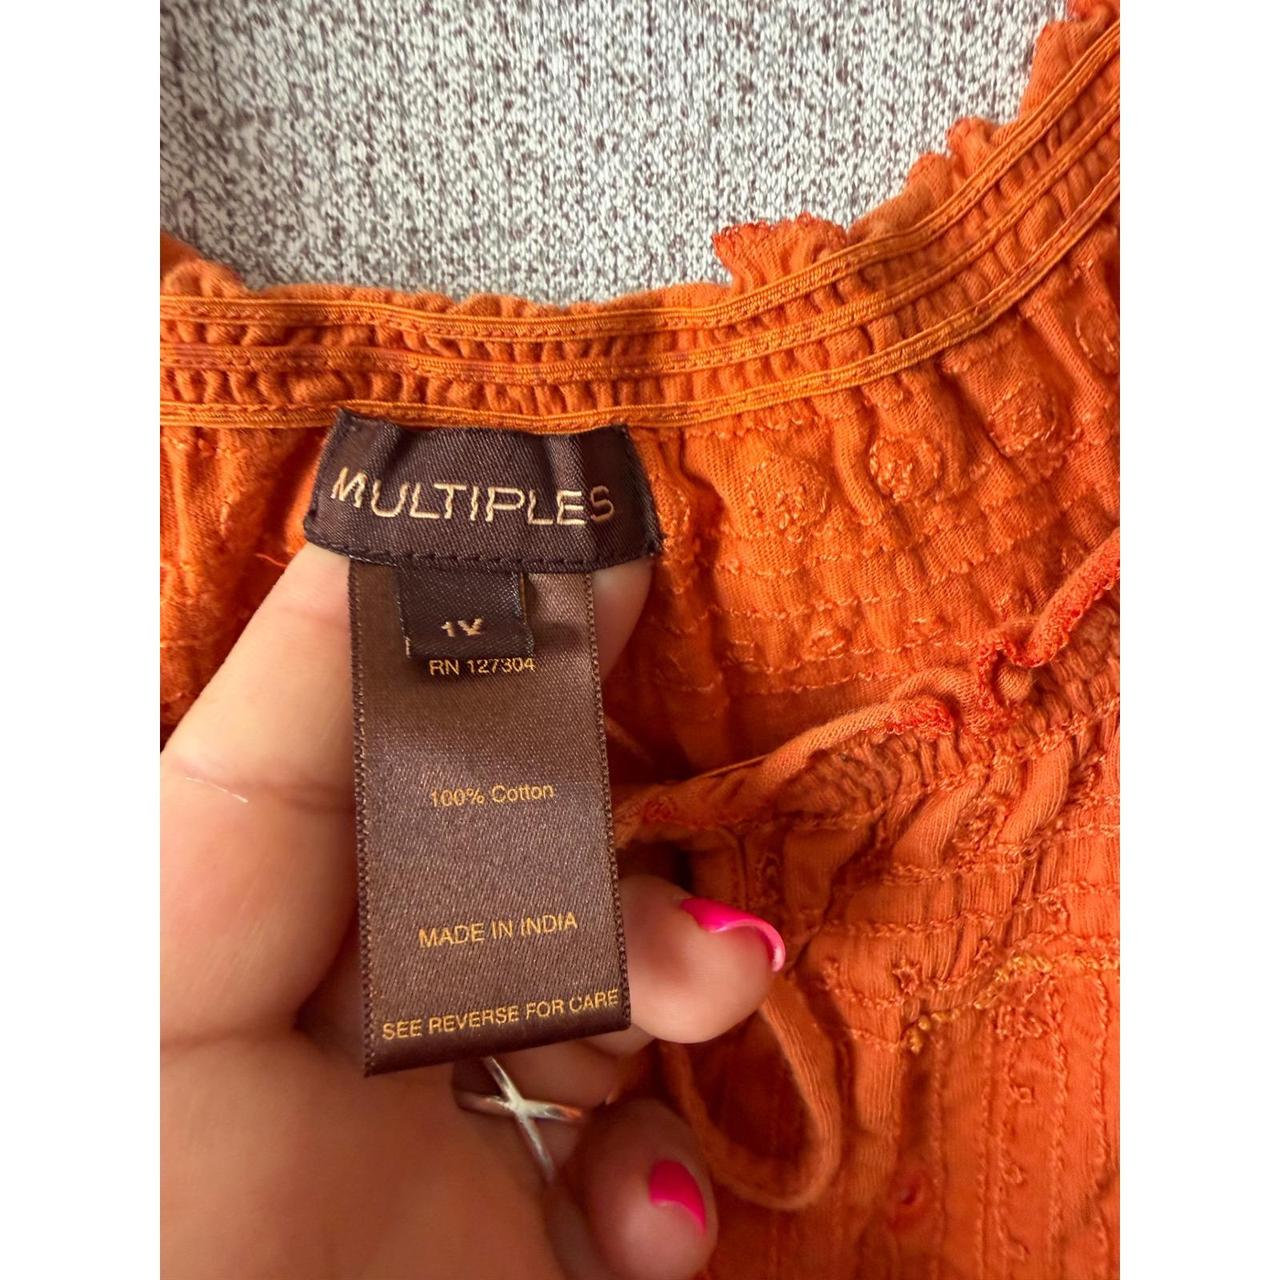 MULTIPLES
1X
RN 127304
100% Cotton
MADE IN INDIA
SEE REVERSE FOR CARE